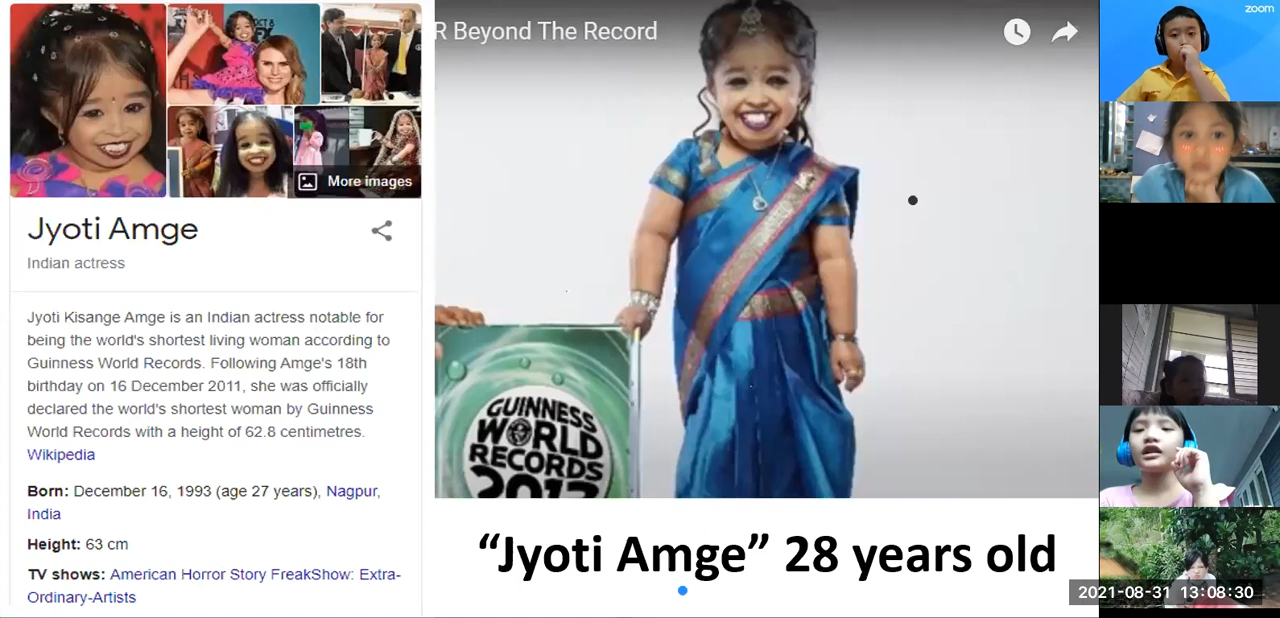 More images
Jyoti Amge
Indian actress
Jyoti Kisange Amge is an Indian actress notable for
being the world's shortest living woman according to
Guinness World Records. Following Amge's 18th
birthday on 16 December 2011, she was officially
declared the world's shortest woman by Guinness
World Records with a height of 62.8 centimetres.
Wikipedia
Born: December 16, 1993 (age 27 years), Nagpur,
India
Height: 63 cm
TV shows: American Horror Story FreakShow: Extra-
Ordinary-Artists
R Beyond The Record
GUINNESS
WORLD
RECORDS
“Jyoti Amge” 28 years old
zoom
2021-08-31 13:08:30